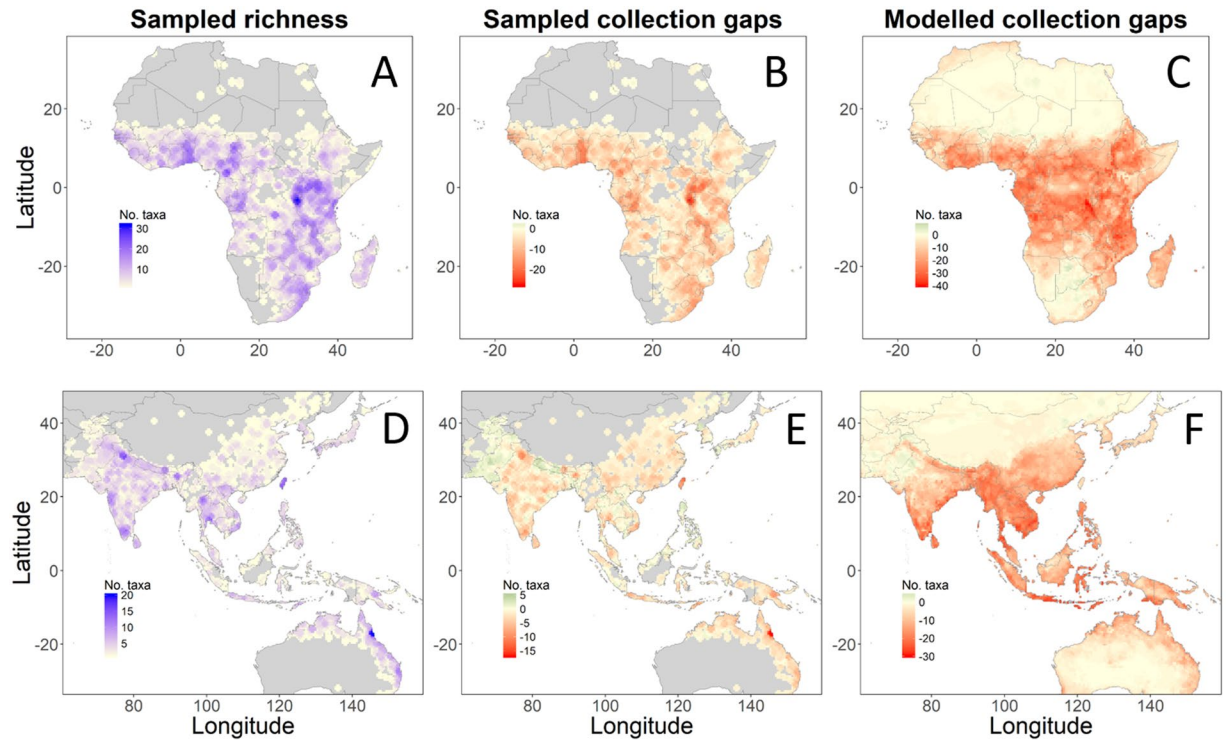 Sampled richness Sampled collection gaps Modelled collection gaps
A B C
20
0
-20
Latitude
No. taxa
30
20
10
No. taxa
0
-10
-20
No. taxa
0
-10
-20
-30
-40
-20 0 20 40 -20 0 20 40 -20 0 20 40
D E F
40
20
0
-20
Latitude
No. taxa
20
15
10
5
No. taxa
5
0
-5
-10
-15
No. taxa
0
-10
-20
-30
80 100 120 140 80 100 120 140 80 100 120 140
Longitude Longitude Longitude